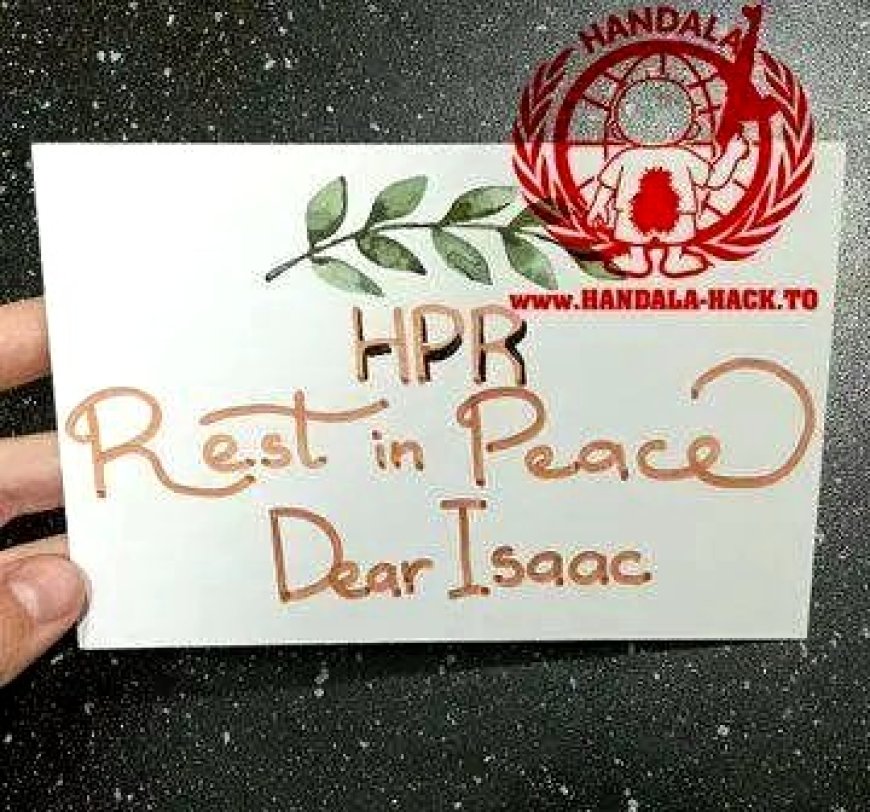 HANDALA
www.HANDALA-HACK.TO
HPR
Rest in Peace
Dear Isaac